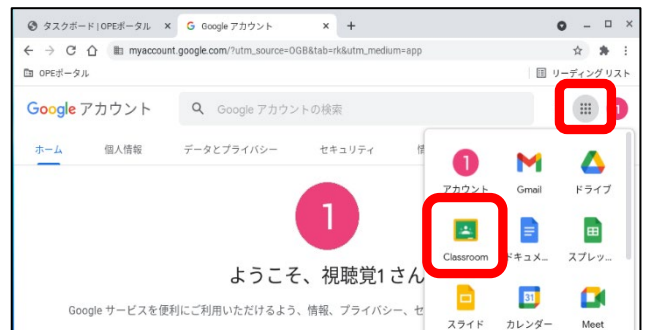 タスクボード | OPEポータル
Google アカウント
myaccount.google.com/?utm_source=OGB&tab=rk&utm_medium=app
OPEポータル
リーディング リスト
Google アカウント
Google アカウントの検索
1
ホーム 個人情報 データとプライバシー セキュリティ
1
アカウント Gmail ドライブ
1
Classroom ドキュメ... スプレッ...
ようこそ、視聴覚1 さん
Google サービスを便利にご利用いただけるよう、情報、プライバシー、セ
31
スライド カレンダー Meet